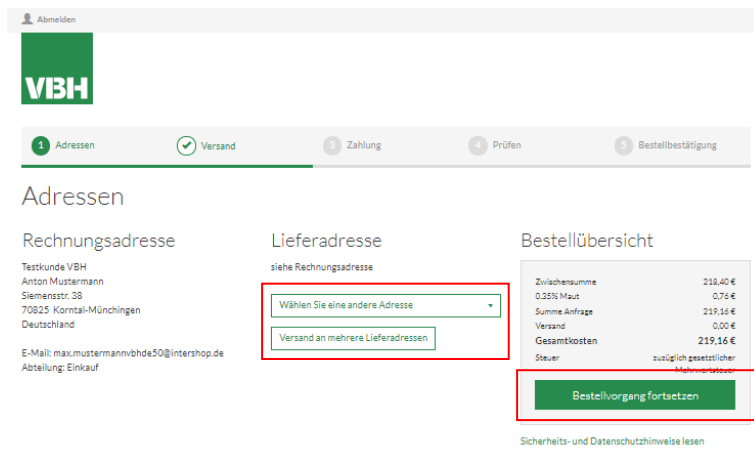 Abmelden
VBH
1 Adressen
Versand
3 Zahlung
4 Prüfen
5 Bestellbestätigung
Adressen
Rechnungsadresse
Testkunde VBH
Anton Mustermann
Siemensstr. 38
70825 Korntal-Münchingen
Deutschland
E-Mail: max.mustermannvbhde50@intershop.de
Abteilung: Einkauf
Lieferadresse
siehe Rechnungsadresse
Wählen Sie eine andere Adresse
Versand an mehrere Lieferadressen
Bestellübersicht
Zwischensumme 218,40 €
0.35% Maut 0,76 €
Summe Anfrage 219,16 €
Versand 0,00 €
Gesamtkosten 219,16 €
Steuer zuzüglich gesetzlicher
Mehrwertsteuer
Bestellvorgang fortsetzen
Sicherheits- und Datenschutzhinweise lesen